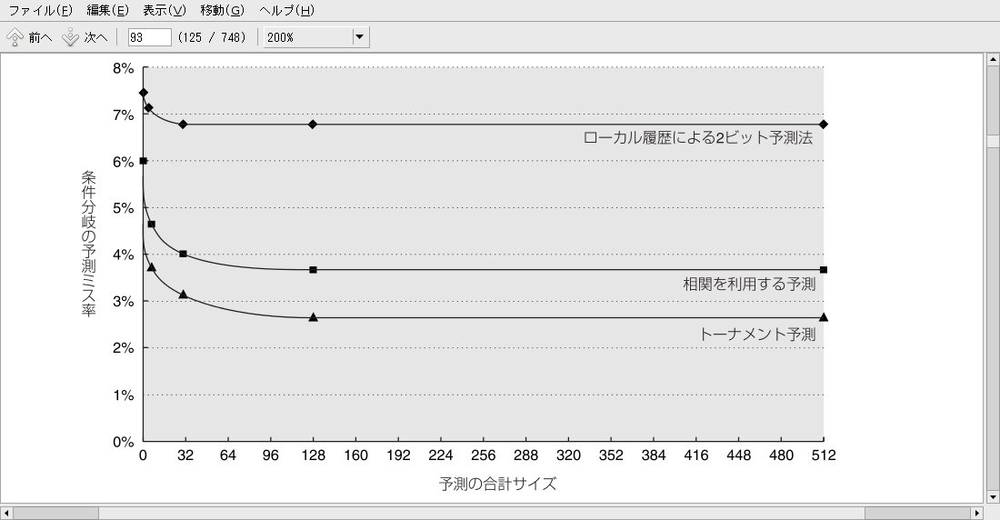 ファイル(F) 編集(E) 表示(V) 移動(G) ヘルプ(H)
前へ 次へ 93 (125 / 748) 200%
8%
7%
ローカル履歴による2ビット予測法
6%
条件分岐の予測ミス率
5%
4%
相関を利用する予測
3%
トーナメント予測
2%
1%
0%
0 32 64 96 128 160 192 224 256 288 320 352 384 416 448 480 512
予測の合計サイズ